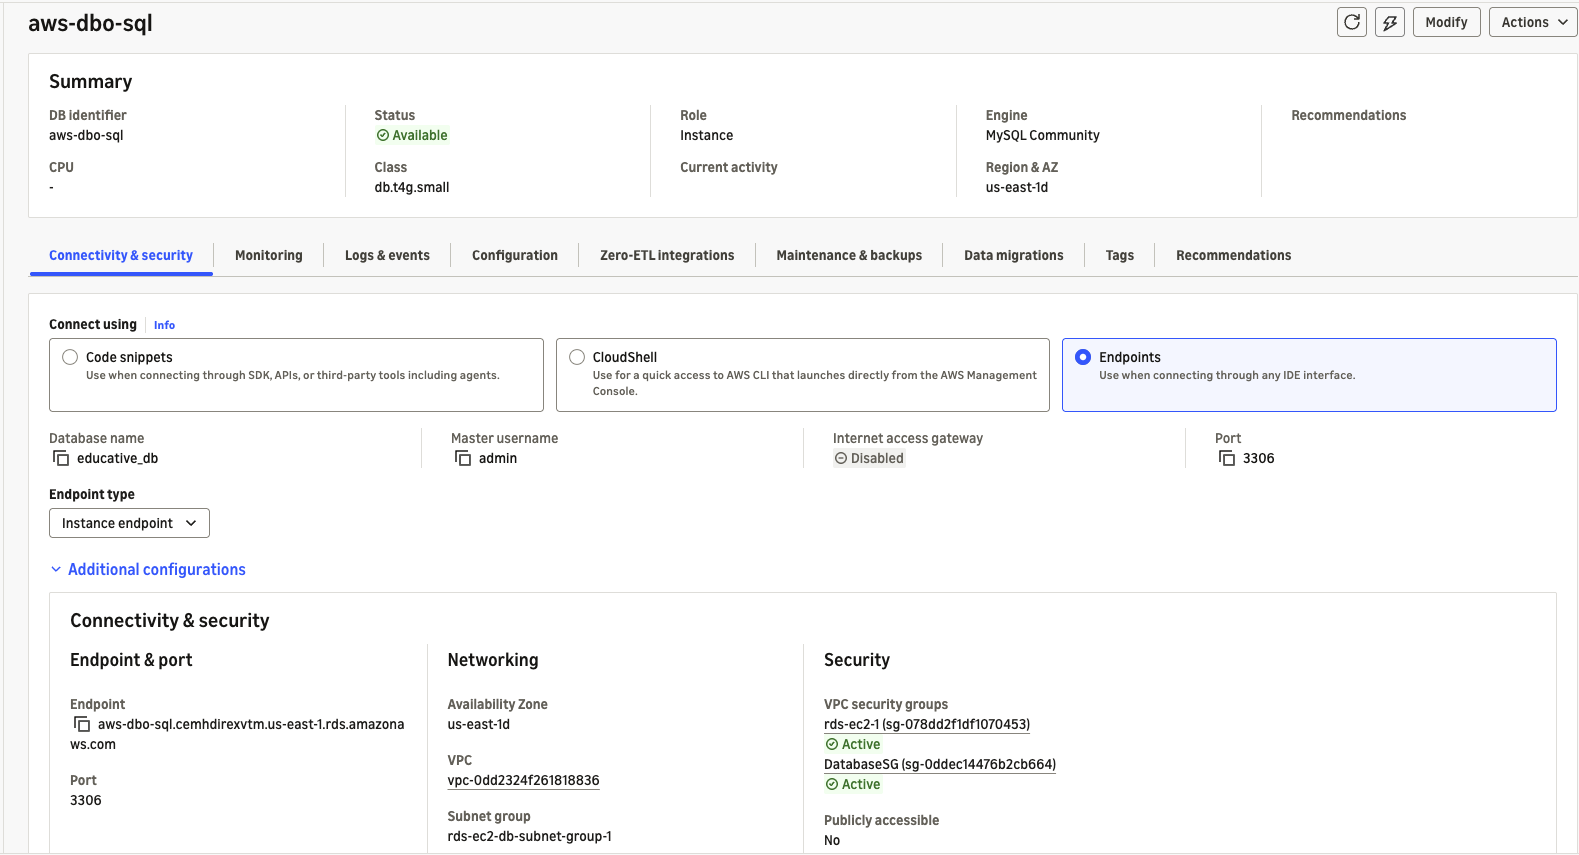 aws-dbo-sql
Modify
Actions
Summary
DB identifier
aws-dbo-sql
CPU
-
Status
Available
Class
db.t4g.small
Role
Instance
Current activity
Engine
MySQL Community
Region & AZ
us-east-1d
Recommendations
Connectivity & security
Monitoring
Logs & events
Configuration
Zero-ETL integrations
Maintenance & backups
Data migrations
Tags
Recommendations
Connect using
Info
Code snippets
Use when connecting through SDK, APIs, or third-party tools including agents.
CloudShell
Use for a quick access to AWS CLI that launches directly from the AWS Management
Console.
Endpoints
Use when connecting through any IDE interface.
Database name
educative_db
Master username
admin
Internet access gateway
Disabled
Port
3306
Endpoint type
Instance endpoint
Additional configurations
Connectivity & security
Endpoint & port
Endpoint
aws-dbo-sql.cemhdirexvtm.us-east-1.rds.amazona
ws.com
Port
3306
Networking
Availability Zone
us-east-1d
VPC
vpc-0dd2324f261818836
Subnet group
rds-ec2-db-subnet-group-1
Security
VPC security groups
rds-ec2-1 (sg-078dd2f1df1070453)
Active
DatabaseSG (sg-0ddec14476b2cb664)
Active
Publicly accessible
No